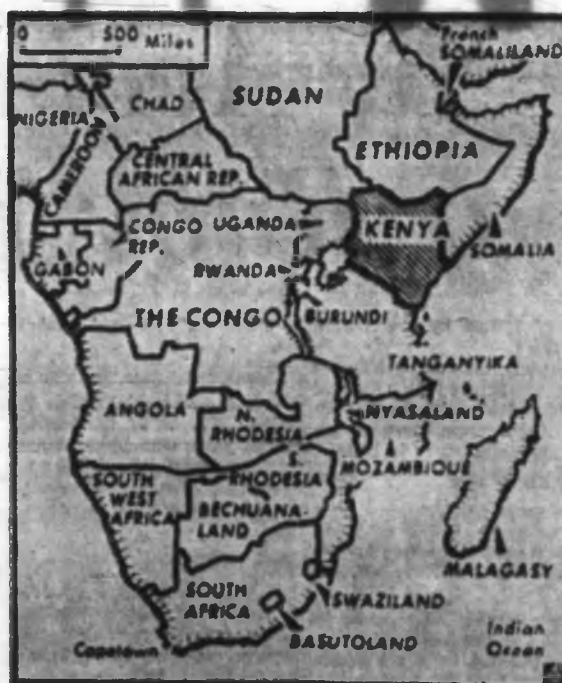 0 500 Miles
French
SOMALILAND
CHAD
SUDAN
NIGERIA
ETHIOPIA
CAMEROON
CENTRAL
AFRICAN REP.
CONGO
REP.
UGANDA
KENYA
SOMALIA
GABON
RWANDA
THE CONGO
BURUNDI
TANGANYIKA
ANGOLA
N.
RHODESIA
NYASALAND
S.
RHODESIA
MOZAMBIQUE
SOUTH
WEST
AFRICA
BECHUANA-
LAND
MALAGASY
SOUTH
AFRICA
SWAZILAND
BASUTOLAND
Capetown
Indian
Ocean